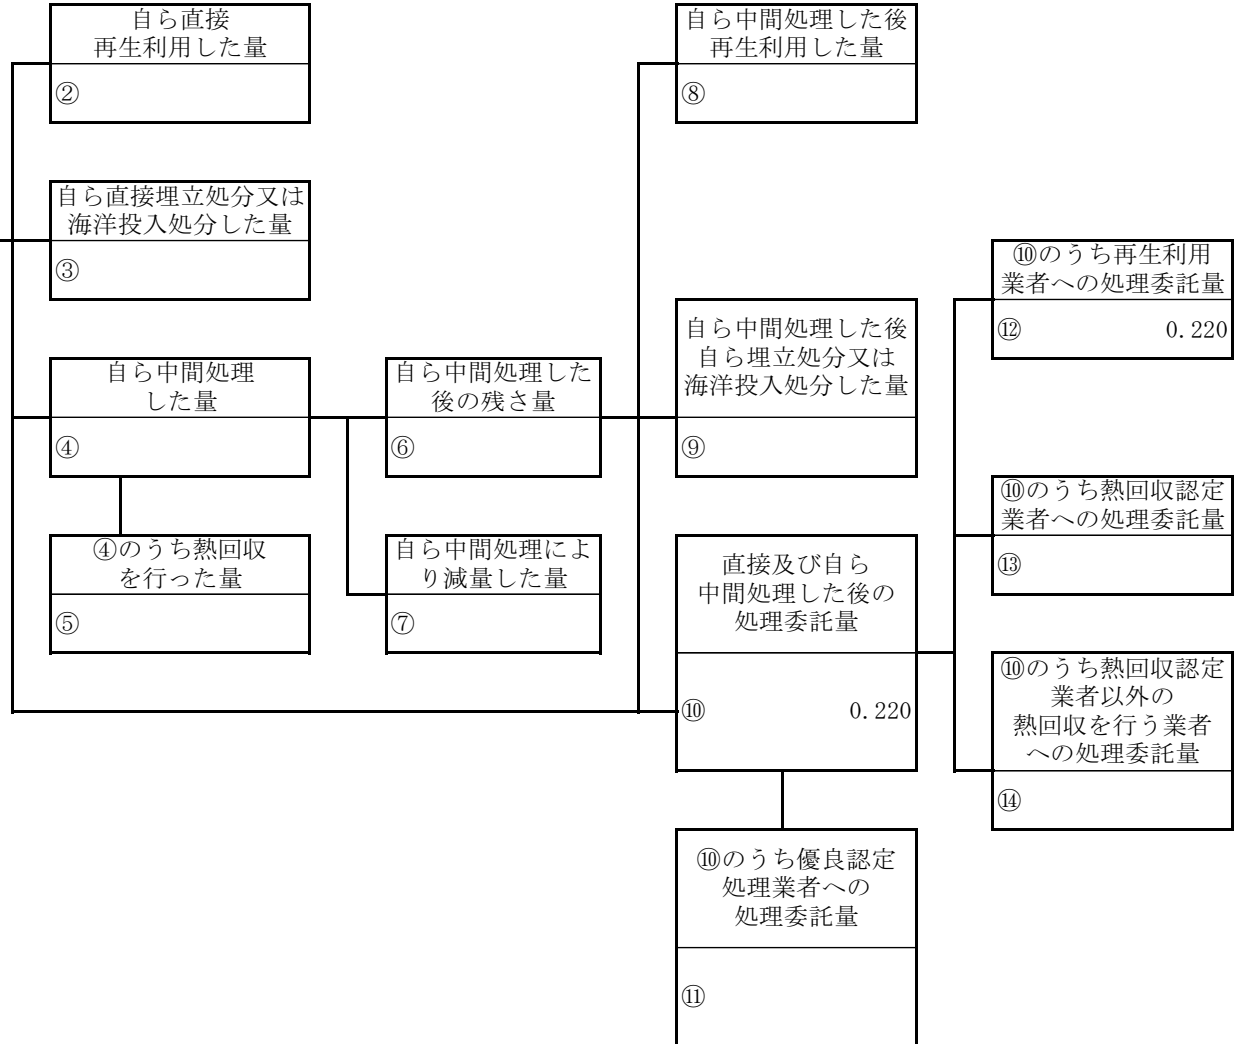 自ら直接
再生利用した量
②
自ら直接埋立処分又は
海洋投入処分した量
③
自ら中間処理
した量
④
④のうち熱回収
を行った量
⑤
自ら中間処理した
後の残さ量
⑥
自ら中間処理によ
り減量した量
⑦
自ら中間処理した後
再生利用した量
⑧
自ら中間処理した後
自ら埋立処分又は
海洋投入処分した量
⑨
直接及び自ら
中間処理した後の
処理委託量
⑩ 0.220
⑩のうち優良認定
処理業者への
処理委託量
⑪
⑩のうち再生利用
業者への処理委託量
⑫ 0.220
⑩のうち熱回収認定
業者への処理委託量
⑬
⑩のうち熱回収認定
業者以外の
熱回収を行う業者
への処理委託量
⑭